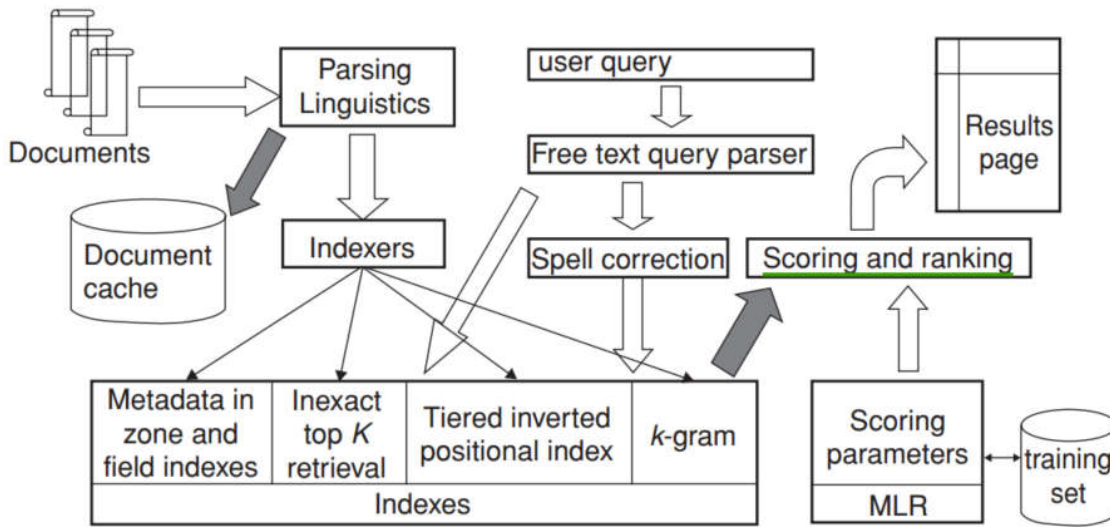 Documents
Parsing
Linguistics
user query
Free text query parser
Results
page
Document
cache
Indexers
Spell correction
Scoring and ranking
Metadata in
zone and
field indexes
Inexact
top K
retrieval
Tiered inverted
positional index
k-gram
Indexes
Scoring
parameters
MLR
training
set